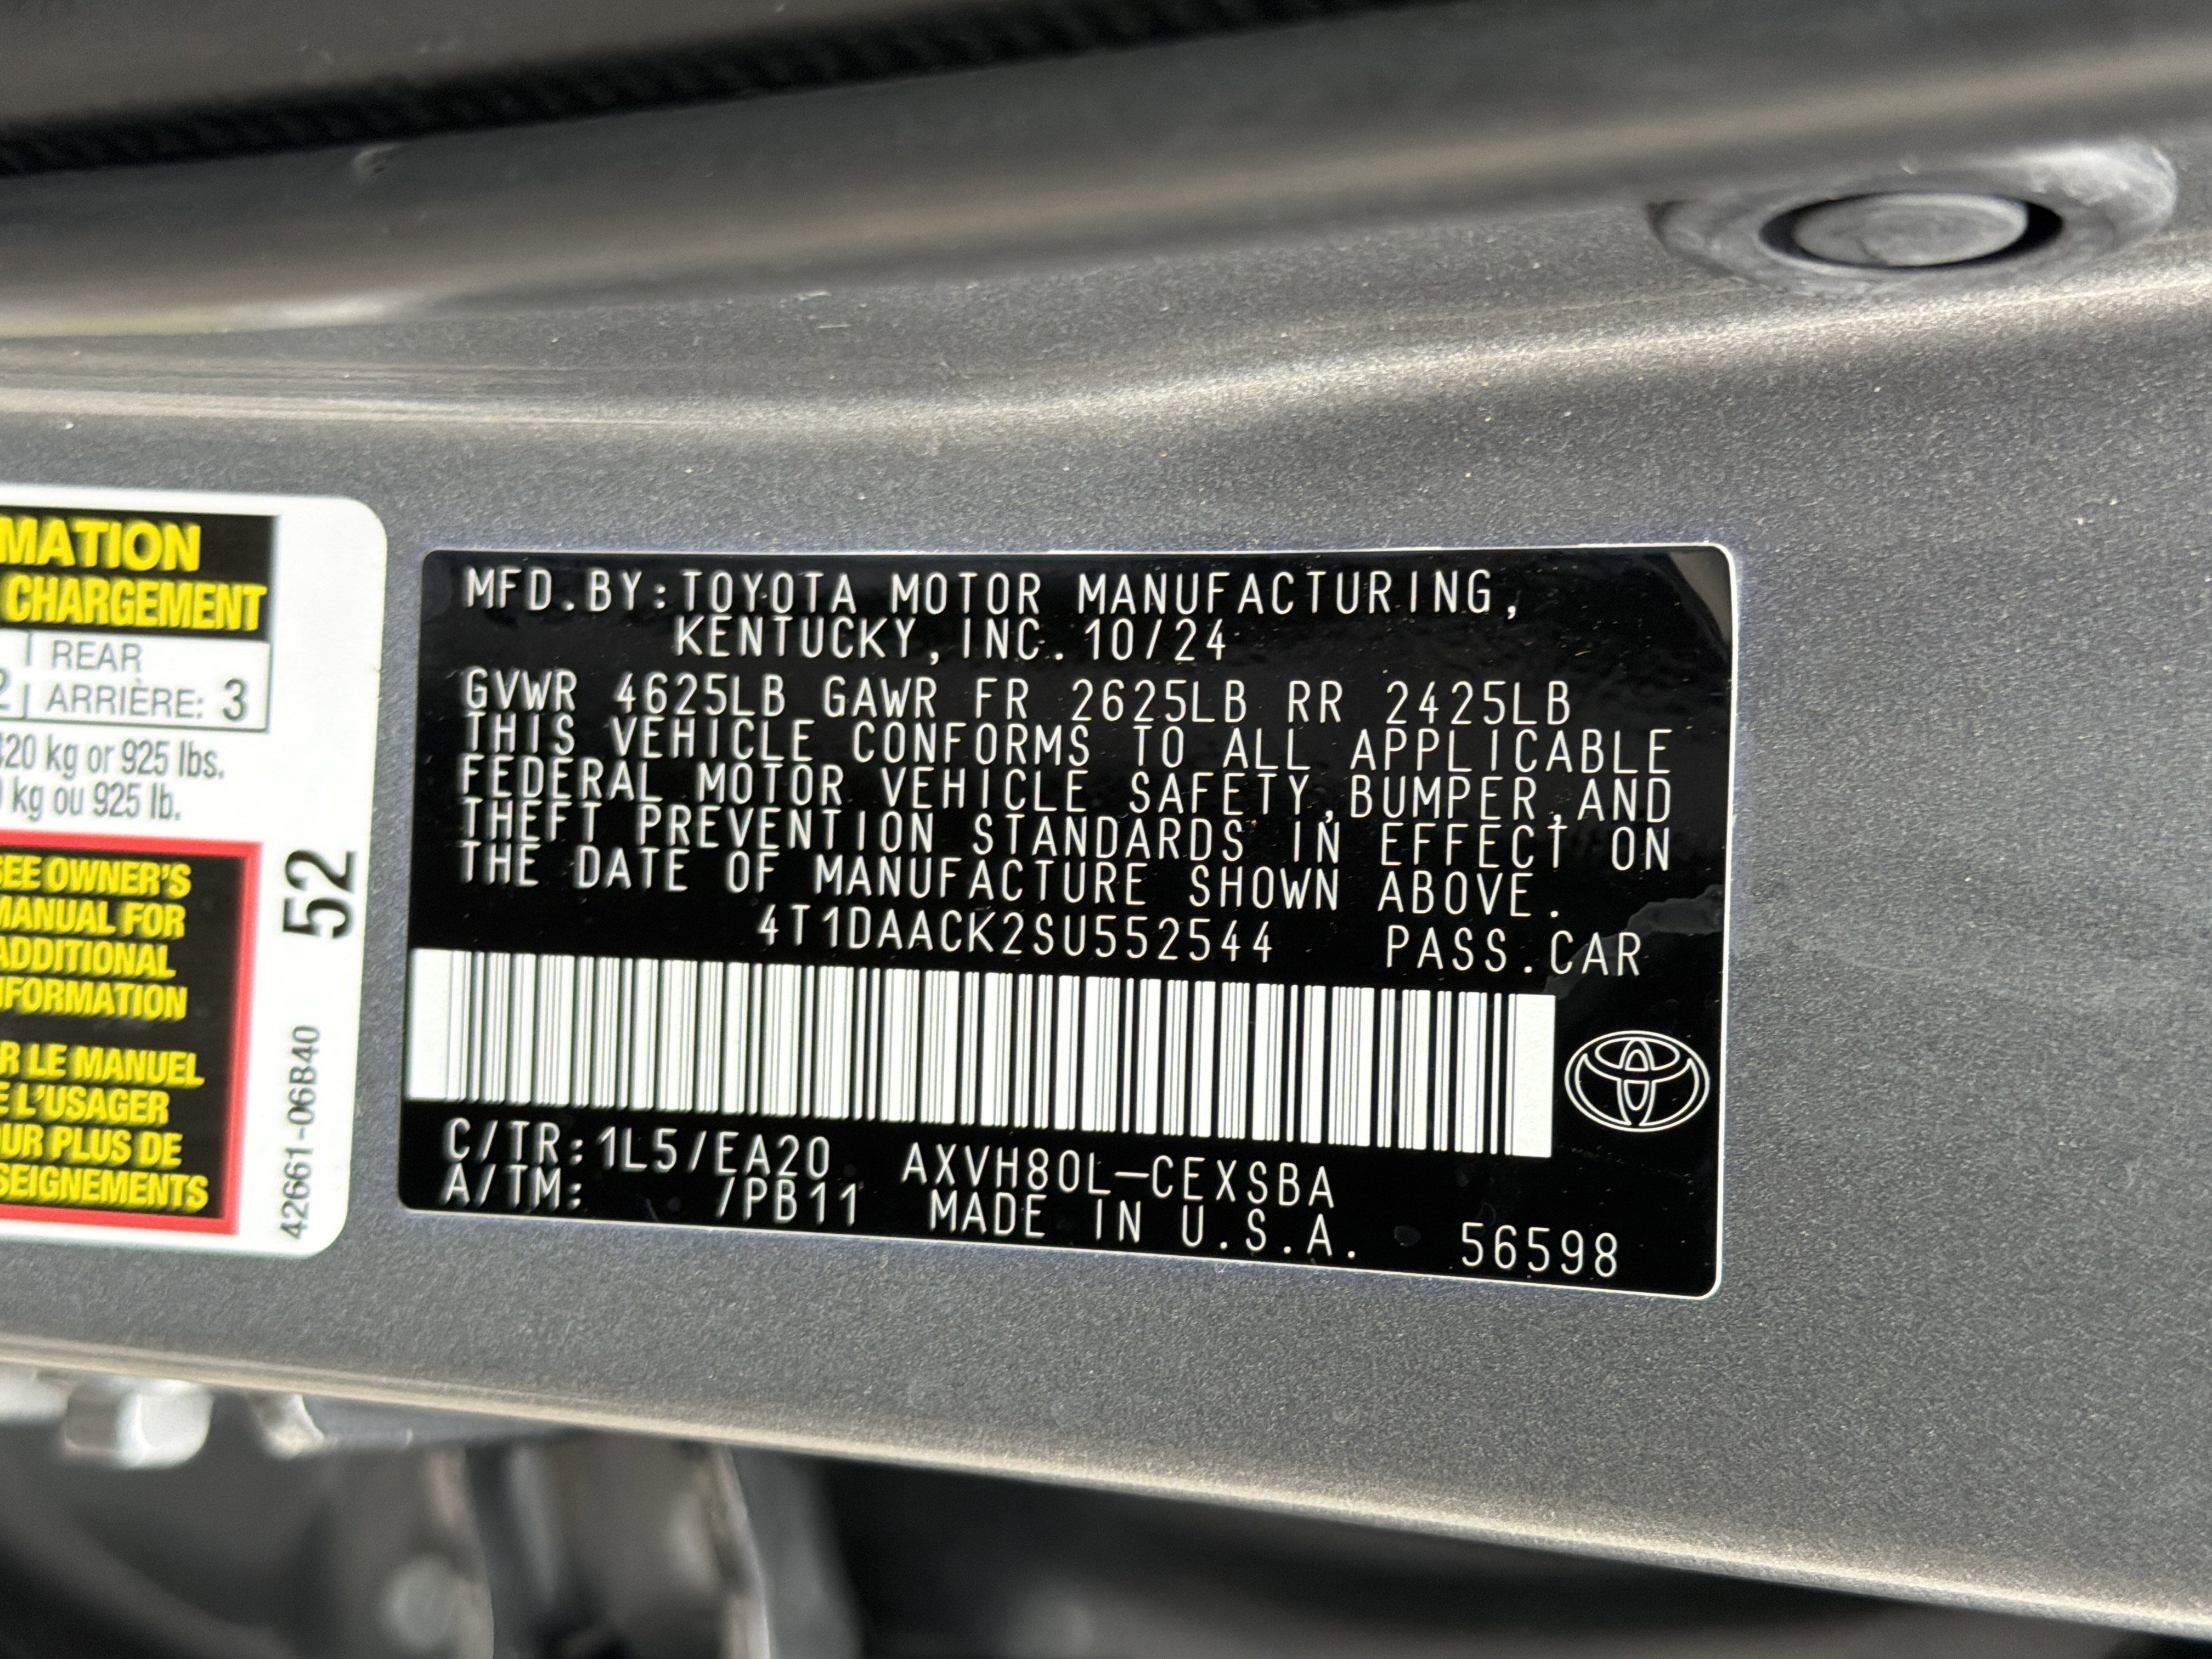 MATION
CHARGEMENT
REAR
ARRIÈRE: 3
420 kg or 925 lbs.
kg ou 925 lb.
SEE OWNER'S
MANUAL FOR
ADDITIONAL
INFORMATION
R LE MANUEL
E L'USAGER
OUR PLUS DE
SEIGNEMENTS
52
42661-06B40
MFD.BY:TOYOTA MOTOR MANUFACTURING,
KENTUCKY,INC.10/24
GVWR 4625LB GAWR FR 2625LB RR 2425LB
THIS VEHICLE CONFORMS TO ALL APPLICABLE
FEDERAL MOTOR VEHICLE SAFETY,BUMPER,AND
THEFT PREVENTION STANDARDS IN EFFECT ON
THE DATE OF MANUFACTURE SHOWN ABOVE.
4T1DAACK2SU552544 PASS.CAR
C/TR:1L5/EA20 AXVH80L-CEXSBA
A/TM: /PB11 MADE IN U.S.A. 56598